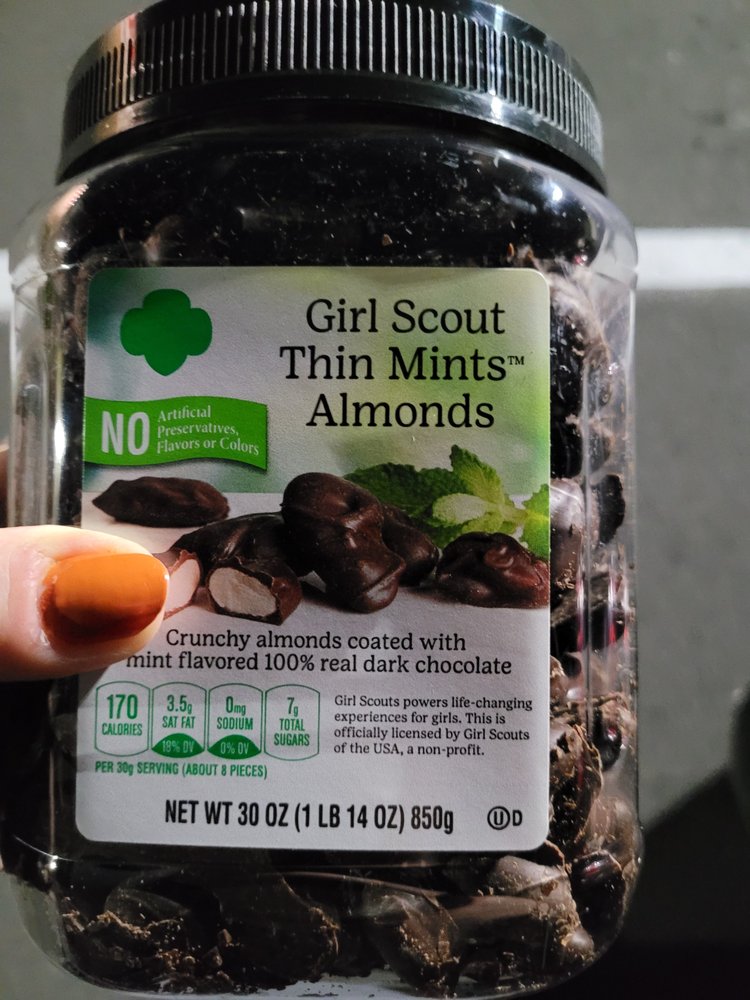 Girl Scout
Thin Mints™
Almonds
NO Artificial
Preservatives,
Flavors or Colors
Crunchy almonds coated with
mint flavored 100% real dark chocolate
170
CALORIES
3.5g
SAT FAT
18% DV
0mg
SODIUM
0% DV
7g
TOTAL
SUGARS
PER 30g SERVING (ABOUT 8 PIECES)
Girl Scouts powers life-changing
experiences for girls. This is
officially licensed by Girl Scouts
of the USA, a non-profit.
NET WT 30 OZ (1 LB 14 OZ) 850g
ⓊD